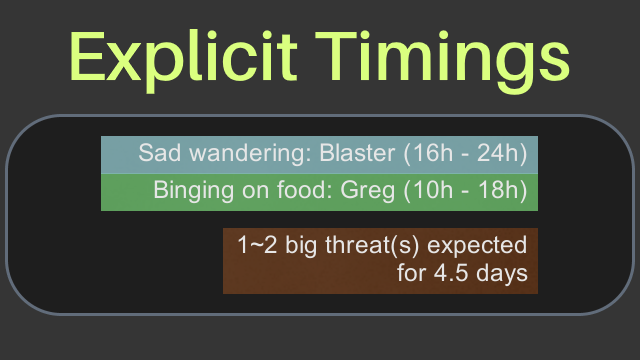 Explicit Timings
Sad wandering: Blaster (16h - 24h)
Binging on food: Greg (10h - 18h)
1~2 big threat(s) expected
for 4.5 days